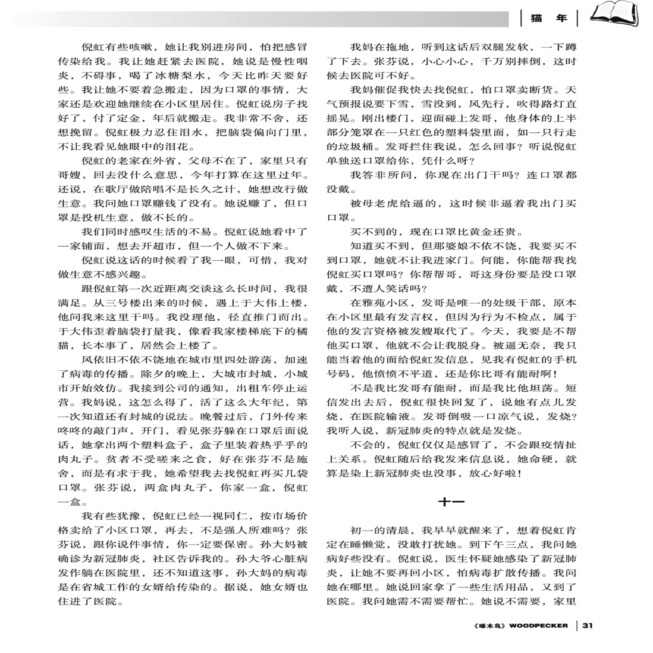 猫 年
倪虹有些咳嗽，她让我别进房间，怕把感冒
传染给我。我让她赶紧去医院，她说是慢性咽
炎，不碍事，喝了冰糖梨水，今天比昨天要好
些。我让她不要着急搬走，因为口罩的事情，大
家还是欢迎她继续在小区里居住。倪虹说房子找
好了，付了定金，年后就搬走。我非常不舍，还
想挽留。倪虹极力忍住泪水，把脑袋偏向门里，
不让我看见她眼中的泪花。
倪虹的老家在外省，父母不在了，家里只有
哥嫂，回去没什么意思，今年打算在这里过年。
还说，在歌厅做陪唱不是长久之计，她想改行做
生意。我问她口罩赚钱了没有。她说赚了，但口
罩是投机生意，做不长的。
我们同时感叹生活的不易。倪虹说她看中了
一家铺面，想去开超市，但一个人做不下来。
倪虹说这话的时候看了我一眼，可惜，我对
做生意不感兴趣。
跟倪虹第一次近距离交谈这么长时间，我很
满足。从三号楼出来的时候，遇上于大伟上楼，
他问我来这里干吗。我没理他，径直推门而出。
于大伟歪着脑袋打量我，像看我家楼梯底下的橘
猫，长本事了，居然会上楼了。
风依旧不依不饶地在城市里四处游荡，加速
了病毒的传播。除夕的晚上，大城市封城，小城
市开始效仿。我接到公司的通知，出租车停止运
营。我妈说，这怎么得了，活了这么大年纪，第
一次知道还有封城的说法。晚餐过后，门外传来
咚咚的敲门声，开门，看见张芬躲在口罩后面说
话，她拿出两个塑料盒子，盒子里装着热乎乎的
肉丸子。贫者不受嗟来之食，好在张芬不是施
舍，而是有求于我，她希望我去找倪虹再买几袋
口罩。张芬说，两盒肉丸子，你家一盒，倪虹
一盒。
我有些犹豫，倪虹已经一视同仁，按市场价
格卖给了小区口罩，再去，不是强人所难吗？张
芬说，跟你说件事情，你一定要保密。孙大妈被
确诊为新冠肺炎，社区告诉我的。孙大爷心脏病
发作躺在医院里，还不知道这事，孙大妈的病毒
是在省城工作的女婿给传染的。据说，她女婿也
住进了医院。
我妈在拖地，听到这话后双腿发软，一下蹲
了下去。张芬说，小心小心，千万别摔倒，这时
候去医院可不好。
我妈催促我快去找倪虹，怕口罩卖断货。天
气预报说要下雪，雪没到，风先行，吹得路灯直
摇晃。刚出楼门，迎面碰上发哥，他身体的上半
部分笼罩在一只红色的塑料袋里面，如一只行走
的垃圾桶。发哥拦住我说，怎么回事？听说倪虹
单独送口罩给你，凭什么呀？
我答非所问，你现在出门干吗？连口罩都
没戴。
被母老虎给逼的，这时候非逼着我出门买
口罩。
买不到的，现在口罩比黄金还贵。
知道买不到，但那婆娘不依不饶，我要买不
到口罩，她就不让我进家门。何能，你能帮我找
倪虹买口罩吗？你帮帮哥，哥这身份要是没口罩
戴，不遭人笑话吗？
在雅苑小区，发哥是唯一的处级干部，原本
在小区里最有发言权，但因为行为不检点，属于
他的发言资格被发嫂取代了。今天，我要是不帮
他买口罩，他就不会让我脱身。被逼无奈，我只
能当着他的面给倪虹发信息，见我有倪虹的手机
号码，他愤愤不平道，还是你比哥有能耐啊！
不是我比发哥有能耐，而是我比他坦荡。短
信发出去后，倪虹很快回复了，说她有点儿发
烧，在医院输液。发哥倒吸一口凉气说，发烧？
我听人说，新冠肺炎的特点就是发烧。
不会的，倪虹仅仅是感冒了，不会跟疫情扯
上关系。倪虹随后给我发来信息说，她命硬，就
算是染上新冠肺炎也没事，放心好啦！
十一
初一的清晨，我早早就醒来了，想着倪虹肯
定在睡懒觉，没敢打扰她。到下午三点，我问她
病好些没有。倪虹说，医生怀疑她感染了新冠肺
炎，让她不要再回小区，怕病毒扩散传播。我问
她在哪里。她说回家拿了一些生活用品，又到了
医院。我问她需不需要帮忙。她说不需要，家里
《啄木鸟》WOODPECKER 31